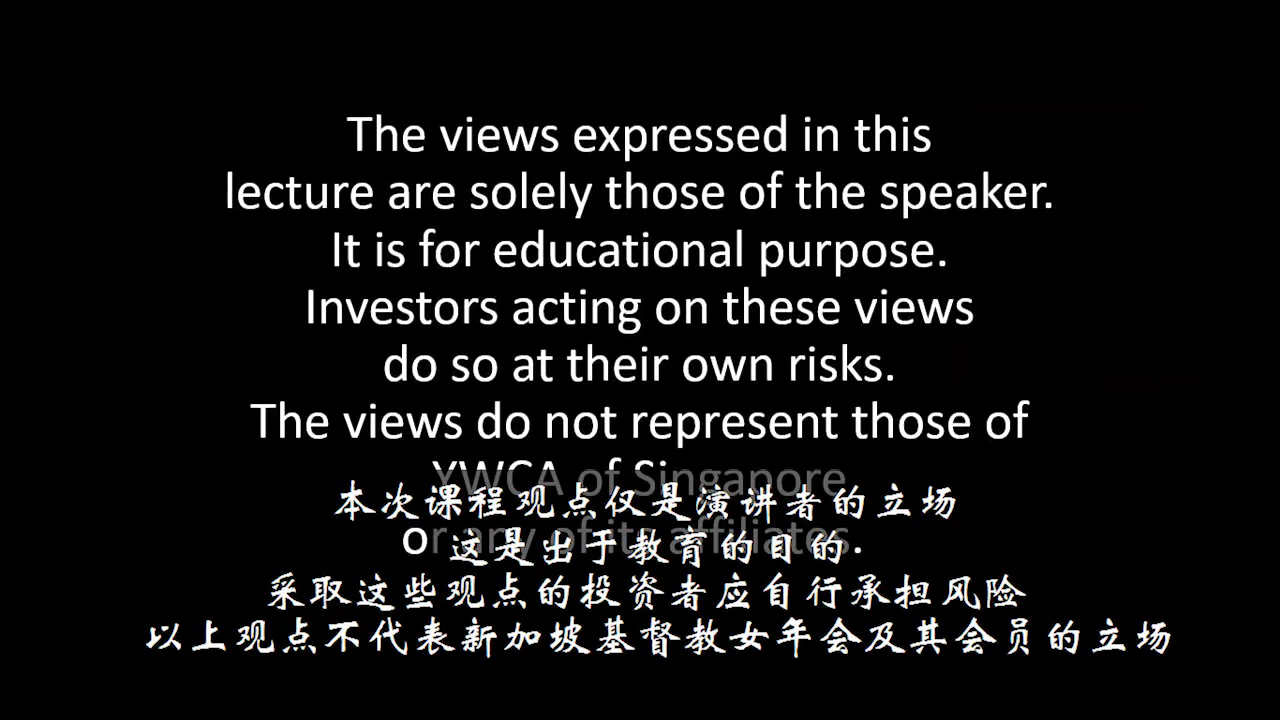 The views expressed in this
lecture are solely those of the speaker.
It is for educational purpose.
Investors acting on these views
do so at their own risks.
The views do not represent those of
YWCA of Singapore
or any of its affiliates.
本次课程观点仅是演讲者的立场
这是出于教育的目的
采取这些观点的投资者应自行承担风险
以上观点不代表新加坡基督教女年会及其会员的立场